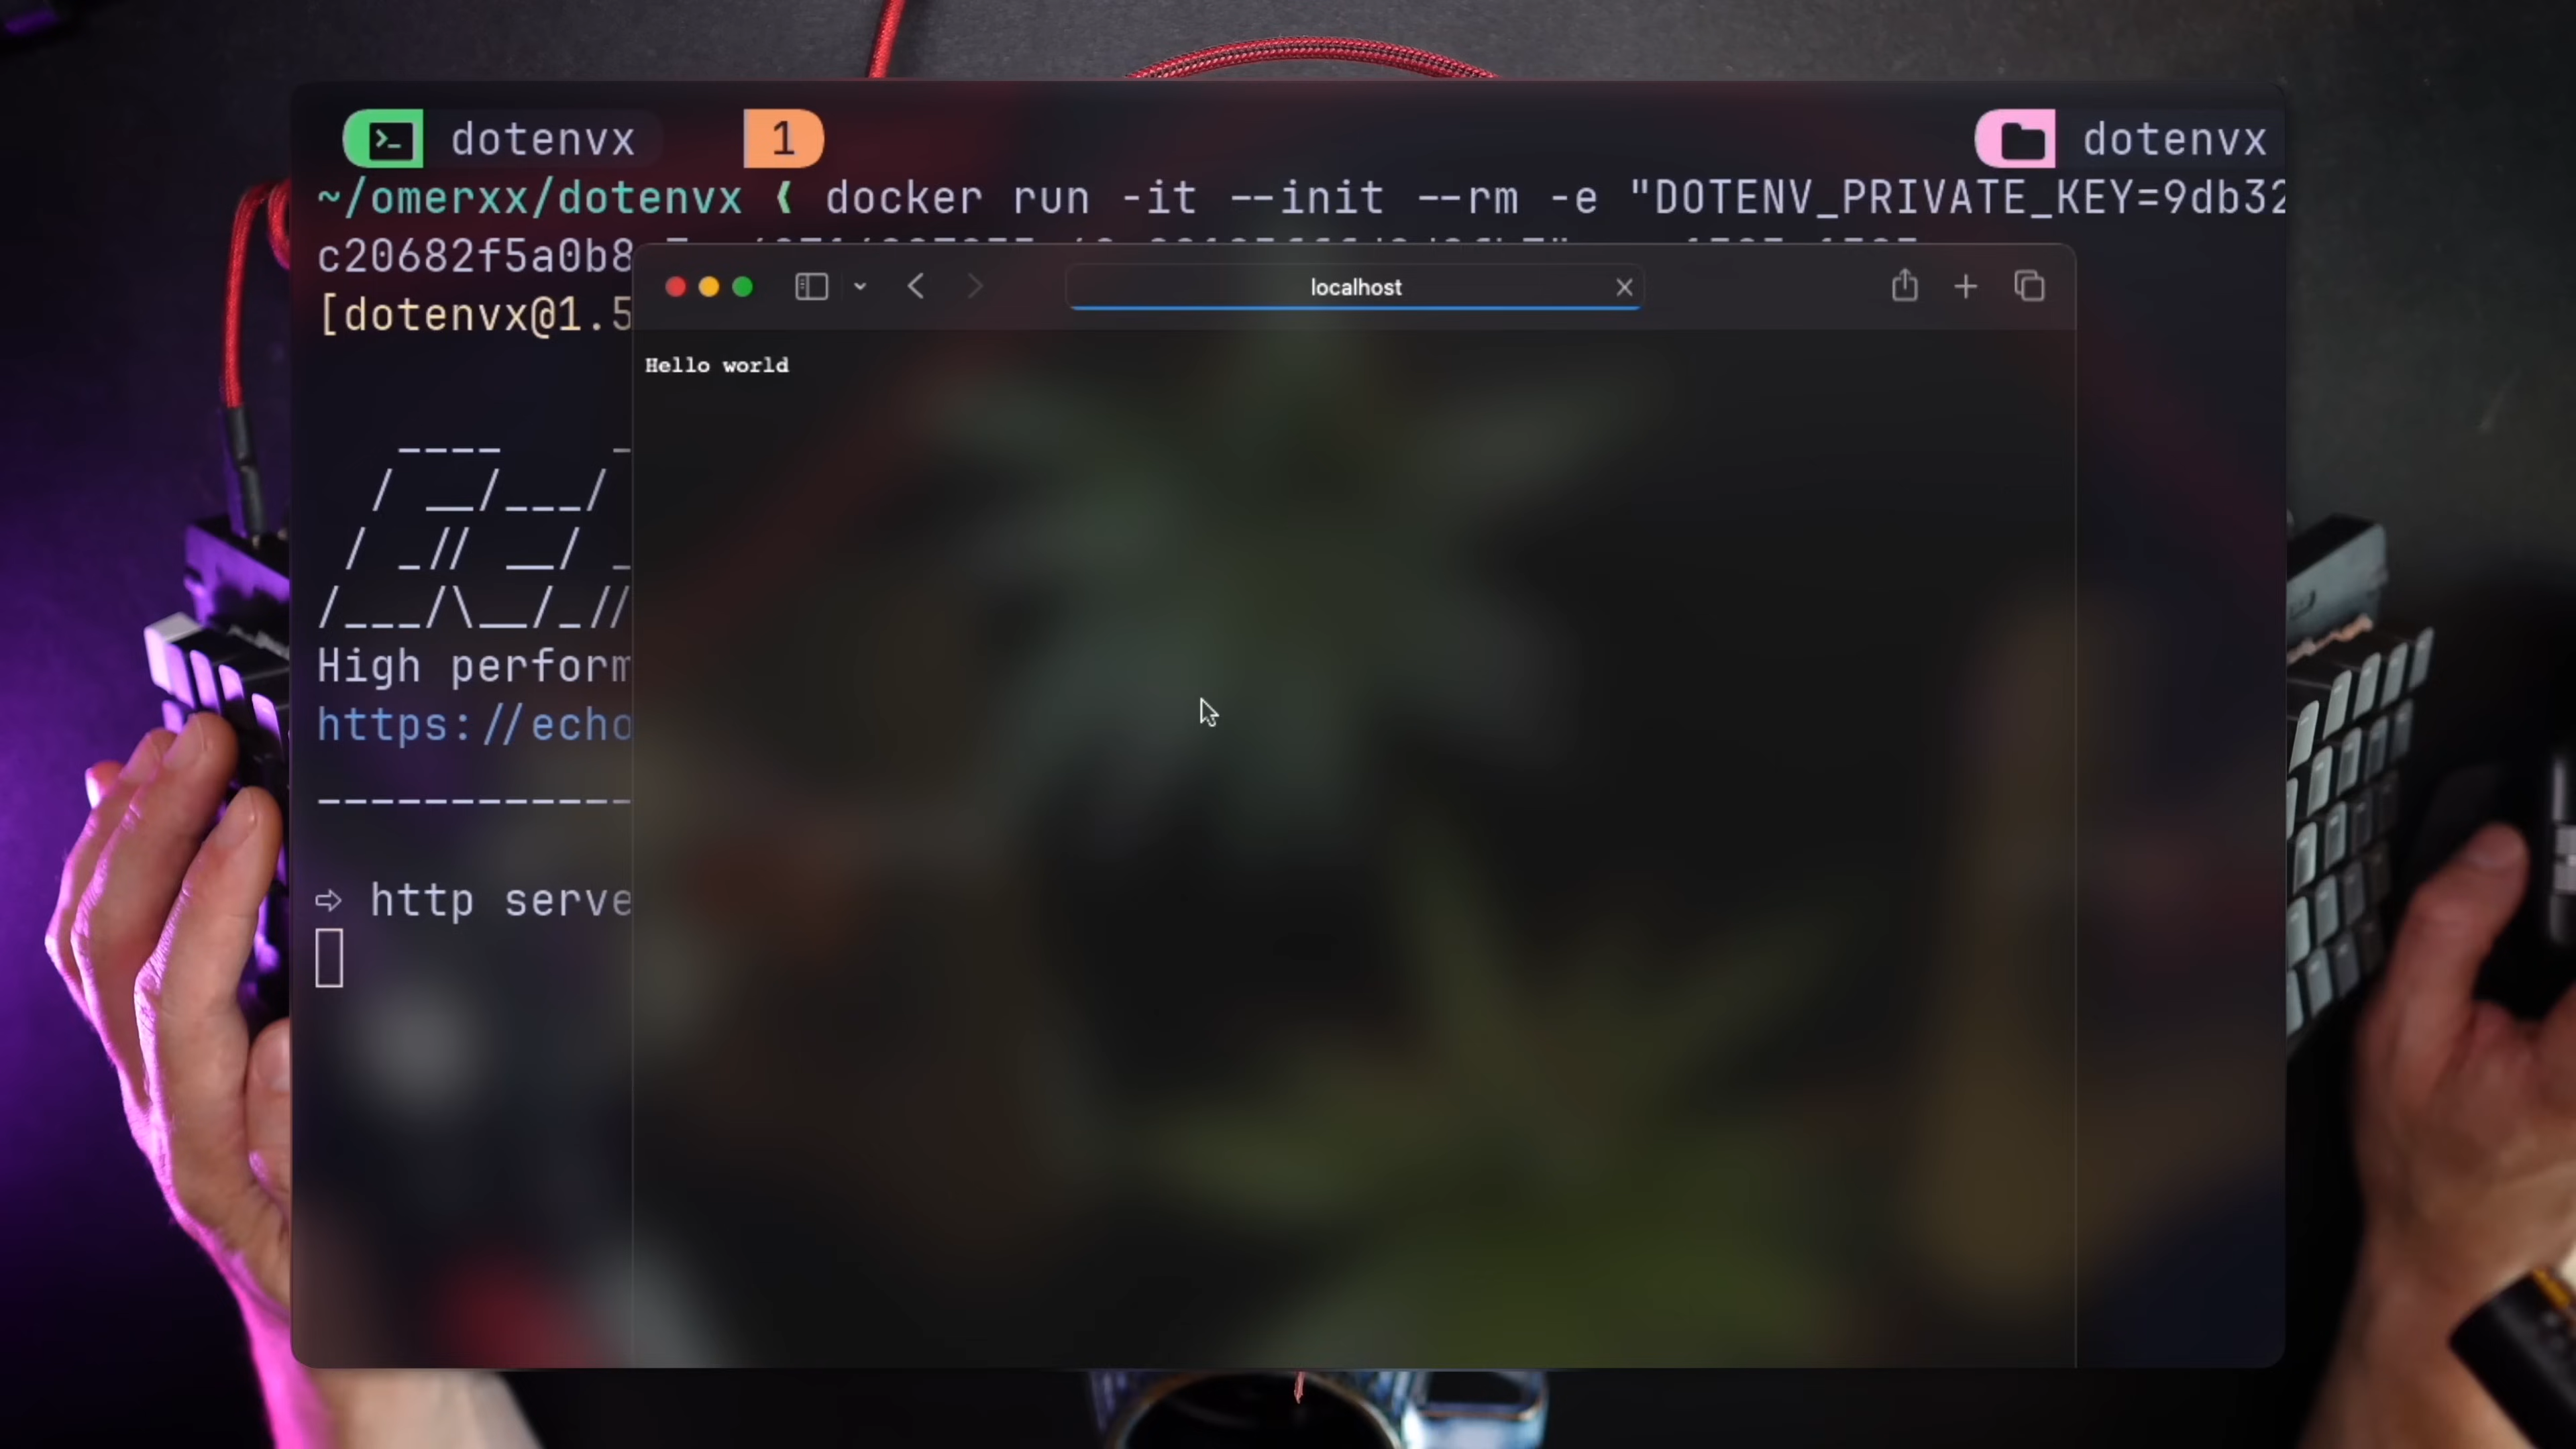 dotenvx 1 dotenvx
~/omerxx/dotenvx ⟨ docker run -it --init --rm -e "DOTENV_PRIVATE_KEY=9db32
c20682f5a0b8
[dotenvx@1.5
localhost
Hello world
High perform
https://echo
------------
⇨ http serve